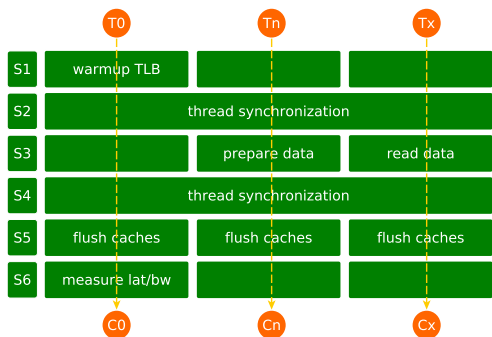 T0 Tn Tx
S1 warmup TLB
S2 thread synchronization
S3 prepare data read data
S4 thread synchronization
S5 flush caches flush caches flush caches
S6 measure lat/bw
C0 Cn Cx